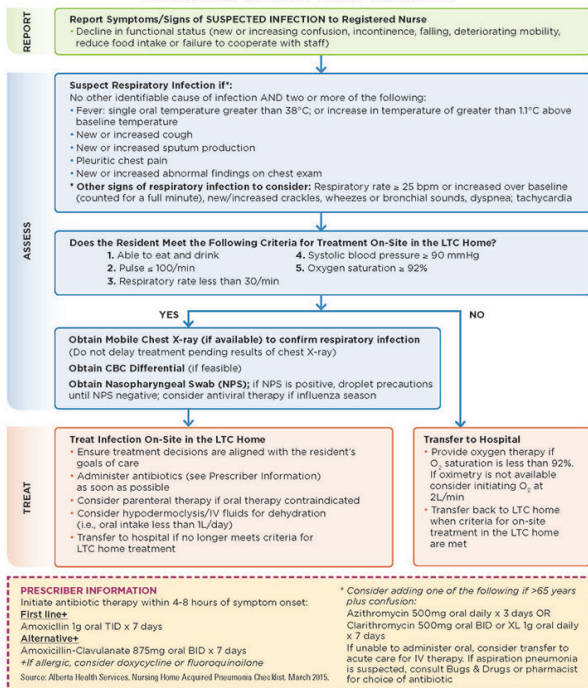 REPORT
Report Symptoms/Signs of SUSPECTED INFECTION to Registered Nurse
• Decline in functional status (new or increasing confusion, incontinence, falling, deteriorating mobility,
reduce food intake or failure to cooperate with staff)
ASSESS
Suspect Respiratory Infection if*:
No other identifiable cause of infection AND two or more of the following:
• Fever: single oral temperature greater than 38°C; or increase in temperature of greater than 1.1°C above
baseline temperature
• New or increased cough
• New or increased sputum production
• Pleuritic chest pain
• New or increased abnormal findings on chest exam
* Other signs of respiratory infection to consider: Respiratory rate ≥ 25 bpm or increased over baseline
(counted for a full minute), new/increased crackles, wheezes or bronchial sounds, dyspnea; tachycardia
Does the Resident Meet the Following Criteria for Treatment On-Site in the LTC Home?
1. Able to eat and drink
2. Pulse ≤ 100/min
3. Respiratory rate less than 30/min
4. Systolic blood pressure ≥ 90 mmHg
5. Oxygen saturation ≥ 92%
YES
NO
Obtain Mobile Chest X-ray (if available) to confirm respiratory infection
(Do not delay treatment pending results of chest X-ray)
Obtain CBC Differential (if feasible)
Obtain Nasopharyngeal Swab (NPS); if NPS is positive, droplet precautions
until NPS negative; consider antiviral therapy if influenza season
TREAT
Treat Infection On-Site in the LTC Home
• Ensure treatment decisions are aligned with the resident's
goals of care
• Administer antibiotics (see Prescriber Information)
as soon as possible
• Consider parenteral therapy if oral therapy contraindicated
• Consider hypodermoclysis/IV fluids for dehydration
(i.e., oral intake less than 1L/day)
• Transfer to hospital if no longer meets criteria for
LTC home treatment
Transfer to Hospital
• Provide oxygen therapy if
O₂ saturation is less than 92%.
If oximetry is not available
consider initiating O₂ at
2L/min
• Transfer back to LTC home
when criteria for on-site
treatment in the LTC home
are met
PRESCRIBER INFORMATION
Initiate antibiotic therapy within 4-8 hours of symptom onset:
First line+
Amoxicillin 1g oral TID x 7 days
Alternative+
Amoxicillin-Clavulanate 875mg oral BID x 7 days
+If allergic, consider doxycycline or fluoroquinoilone
Source: Alberta Health Services. Nursing Home Acquired Pneumonia Checklist. March 2015.
* Consider adding one of the following if >65 years
plus confusion:
Azithromycin 500mg oral daily x 3 days OR
Clarithromycin 500mg oral BID or XL 1g oral daily
x 7 days
If unable to administer oral, consider transfer to
acute care for IV therapy. If aspiration pneumonia
is suspected, consult Bugs & Drugs or pharmacist
for choice of antibiotic